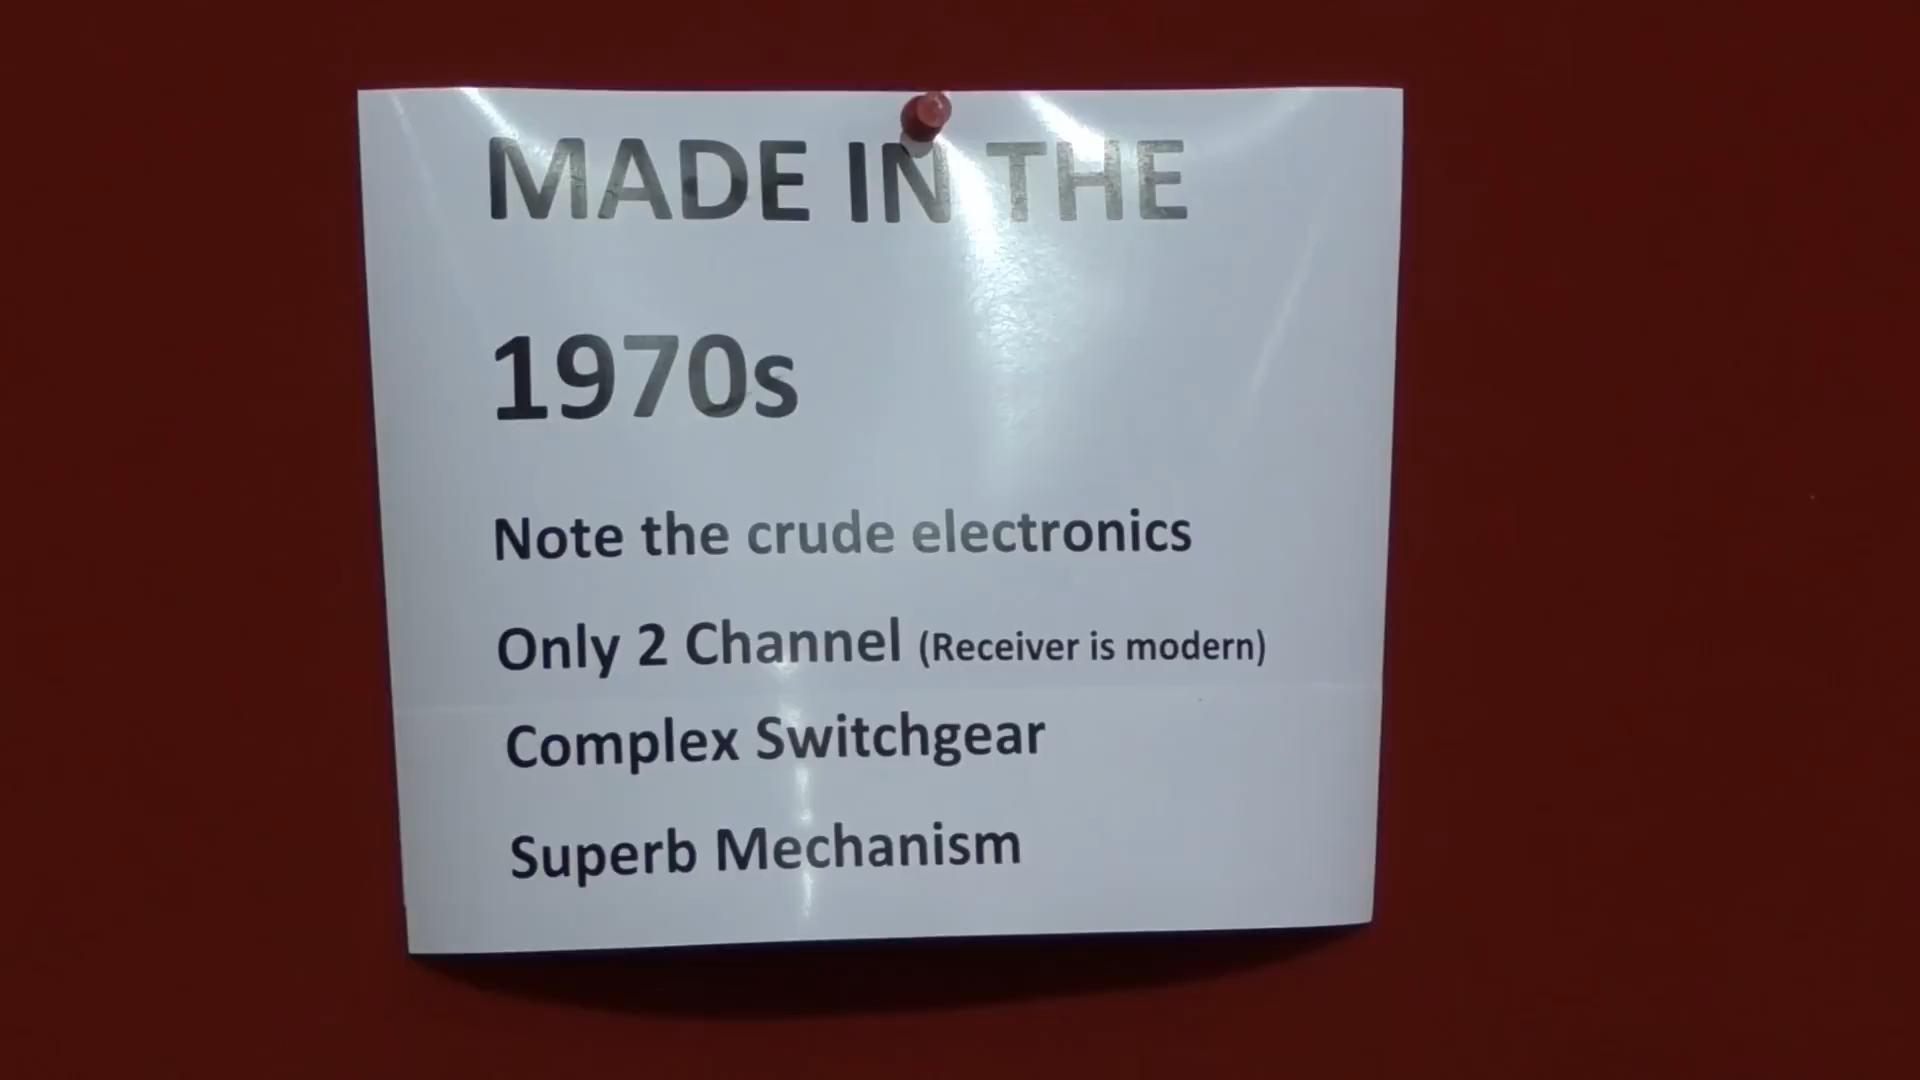 MADE IN THE
1970s
Note the crude electronics
Only 2 Channel (Receiver is modern)
Complex Switchgear
Superb Mechanism